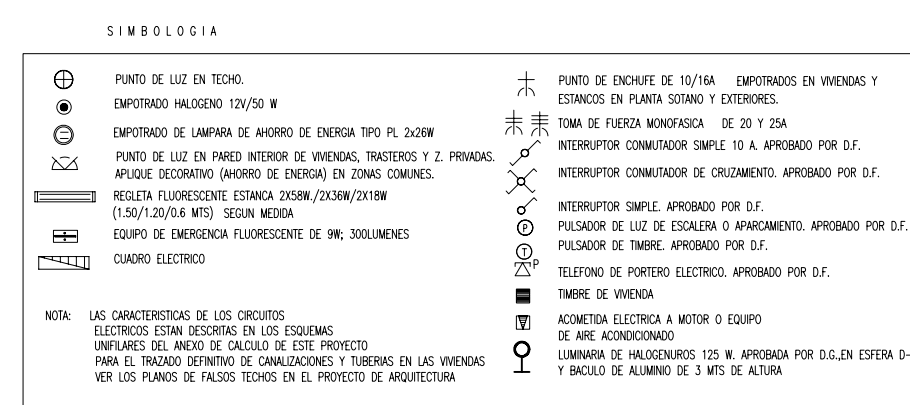 SIMBOLOGIA
PUNTO DE LUZ EN TECHO.
EMPOTRADO HALOGENO 12V/50 W
EMPOTRADO DE LAMPARA DE AHORRO DE ENERGIA TIPO PL 2x26W
PUNTO DE LUZ EN PARED INTERIOR DE VIVIENDAS, TRASTEROS Y Z. PRIVADAS.
APLIQUE DECORATIVO (AHORRO DE ENERGIA) EN ZONAS COMUNES.
REGLETA FLUORESCENTE ESTANCA 2X58W./2X36W/2X18W
(1.50/1.20/0.6 MTS) SEGUN MEDIDA
EQUIPO DE EMERGENCIA FLUORESCENTE DE 9W; 300LUMENES
CUADRO ELECTRICO
NOTA: LAS CARACTERISTICAS DE LOS CIRCUITOS
ELECTRICOS ESTAN DESCRITAS EN LOS ESQUEMAS
UNIFILARES DEL ANEXO DE CALCULO DE ESTE PROYECTO
PARA EL TRAZADO DEFINITIVO DE CANALIZACIONES Y TUBERIAS EN LAS VIVIENDAS
VER LOS PLANOS DE FALSOS TECHOS EN EL PROYECTO DE ARQUITECTURA
PUNTO DE ENCHUFE DE 10/16A EMPOTRADOS EN VIVIENDAS Y
ESTANCOS EN PLANTA SOTANO Y EXTERIORES.
TOMA DE FUERZA MONOFASICA DE 20 Y 25A
INTERRUPTOR CONMUTADOR SIMPLE 10 A. APROBADO POR D.F.
INTERRUPTOR CONMUTADOR DE CRUZAMIENTO. APROBADO POR D.F.
INTERRUPTOR SIMPLE. APROBADO POR D.F.
P PULSADOR DE LUZ DE ESCALERA O APARCAMIENTO. APROBADO POR D.F.
T PULSADOR DE TIMBRE. APROBADO POR D.F.
P TELEFONO DE PORTERO ELECTRICO. APROBADO POR D.F.
TIMBRE DE VIVIENDA
ACOMETIDA ELECTRICA A MOTOR O EQUIPO
DE AIRE ACONDICIONADO
LUMINARIA DE HALOGENUROS 125 W. APROBADA POR D.G.,EN ESFERA D-
Y BACULO DE ALUMINIO DE 3 MTS DE ALTURA